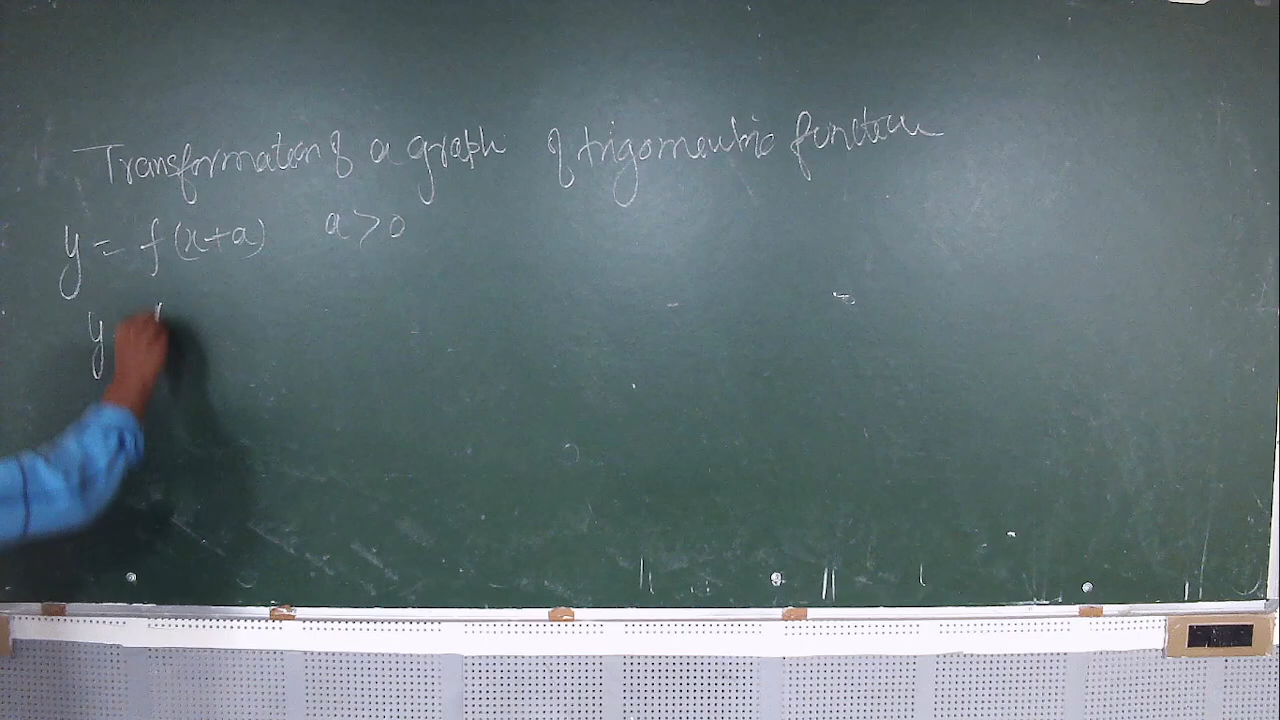 Transformation of a graph of trigonometric function
y = f(x+a) a>0
y